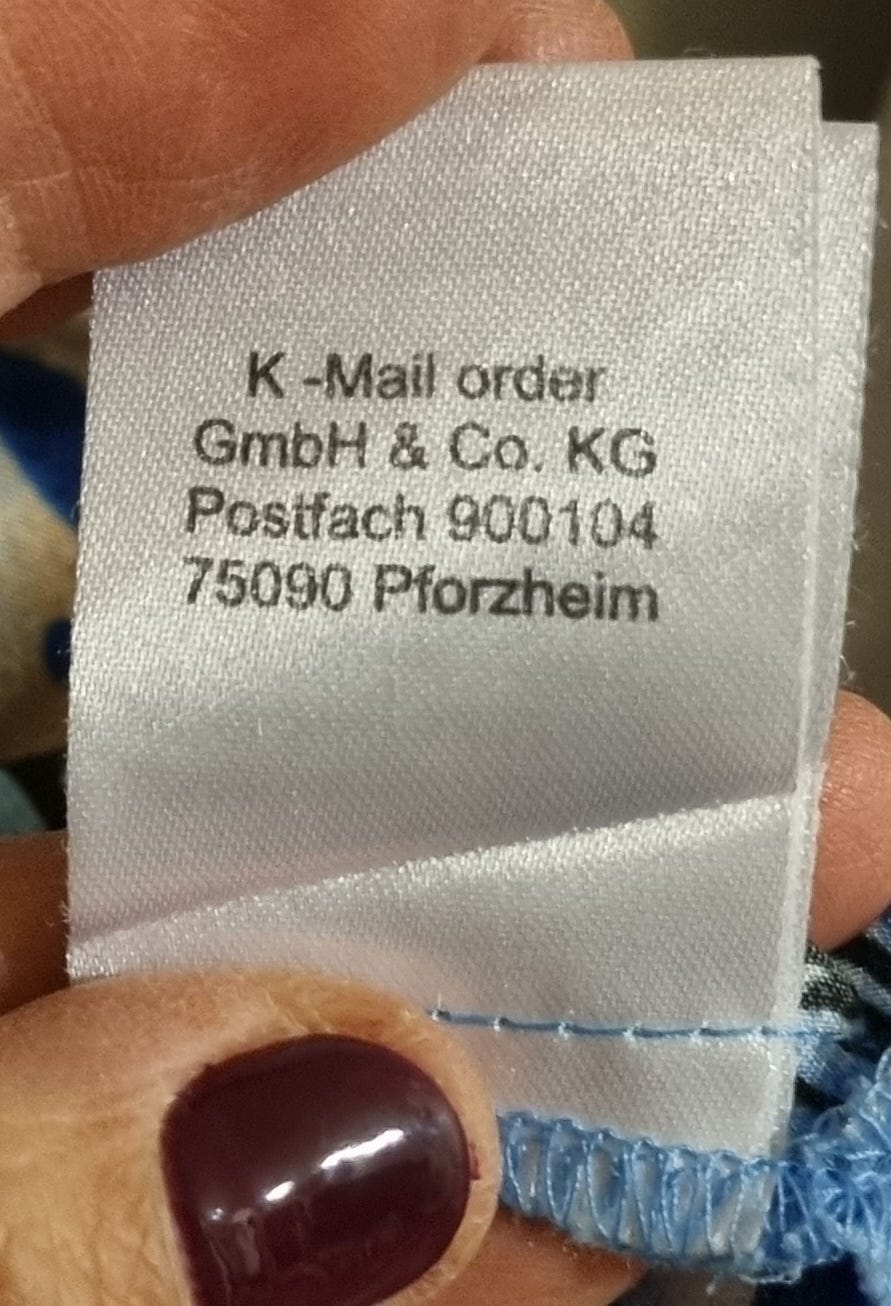 K -Mail order
GmbH & Co. KG
Postfach 900104
75090 Pforzheim